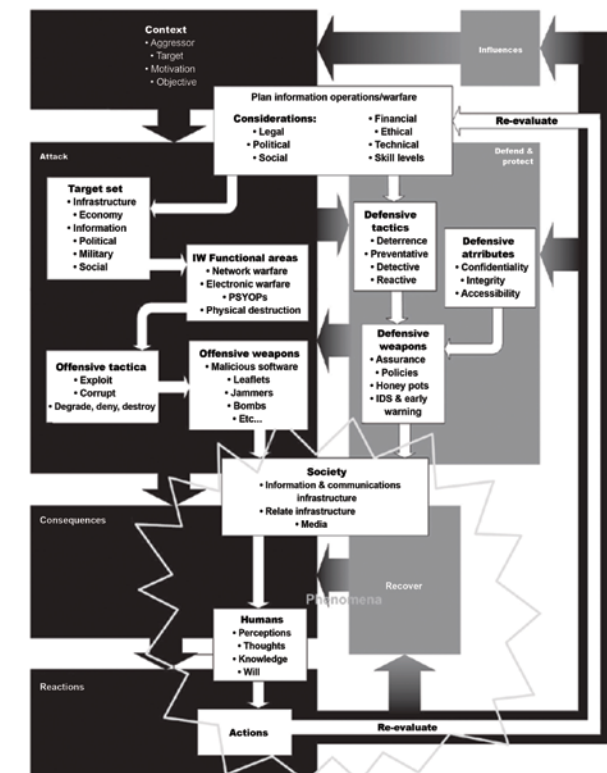 Context
• Aggressor
• Target
• Motivation
• Objective
Influences
Plan information operations/warfare
Considerations:
• Legal
• Political
• Social
• Financial
• Ethical
• Technical
• Skill levels
Re-evaluate
Attack
Defend &
protect
Target set
• Infrastructure
• Economy
• Information
• Political
• Military
• Social
Defensive
tactics
• Deterrence
• Preventative
• Detective
• Reactive
Defensive
atrributes
• Confidentiality
• Integrity
• Accessibility
IW Functional areas
• Network warfare
• Electronic warfare
• PSYOPs
• Physical destruction
Defensive
weapons
• Assurance
• Policies
• Honey pots
• IDS & early
warning
Offensive tactica
• Exploit
• Corrupt
• Degrade, deny, destroy
Offensive weapons
• Malicious software
• Leaflets
• Jammers
• Bombs
• Etc...
Society
• Information & communications
infrastructure
• Relate infrastructure
• Media
Consequences
Recover
Phenomena
Humans
• Perceptions
• Thoughts
• Knowledge
• Will
Reactions
Actions
Re-evaluate